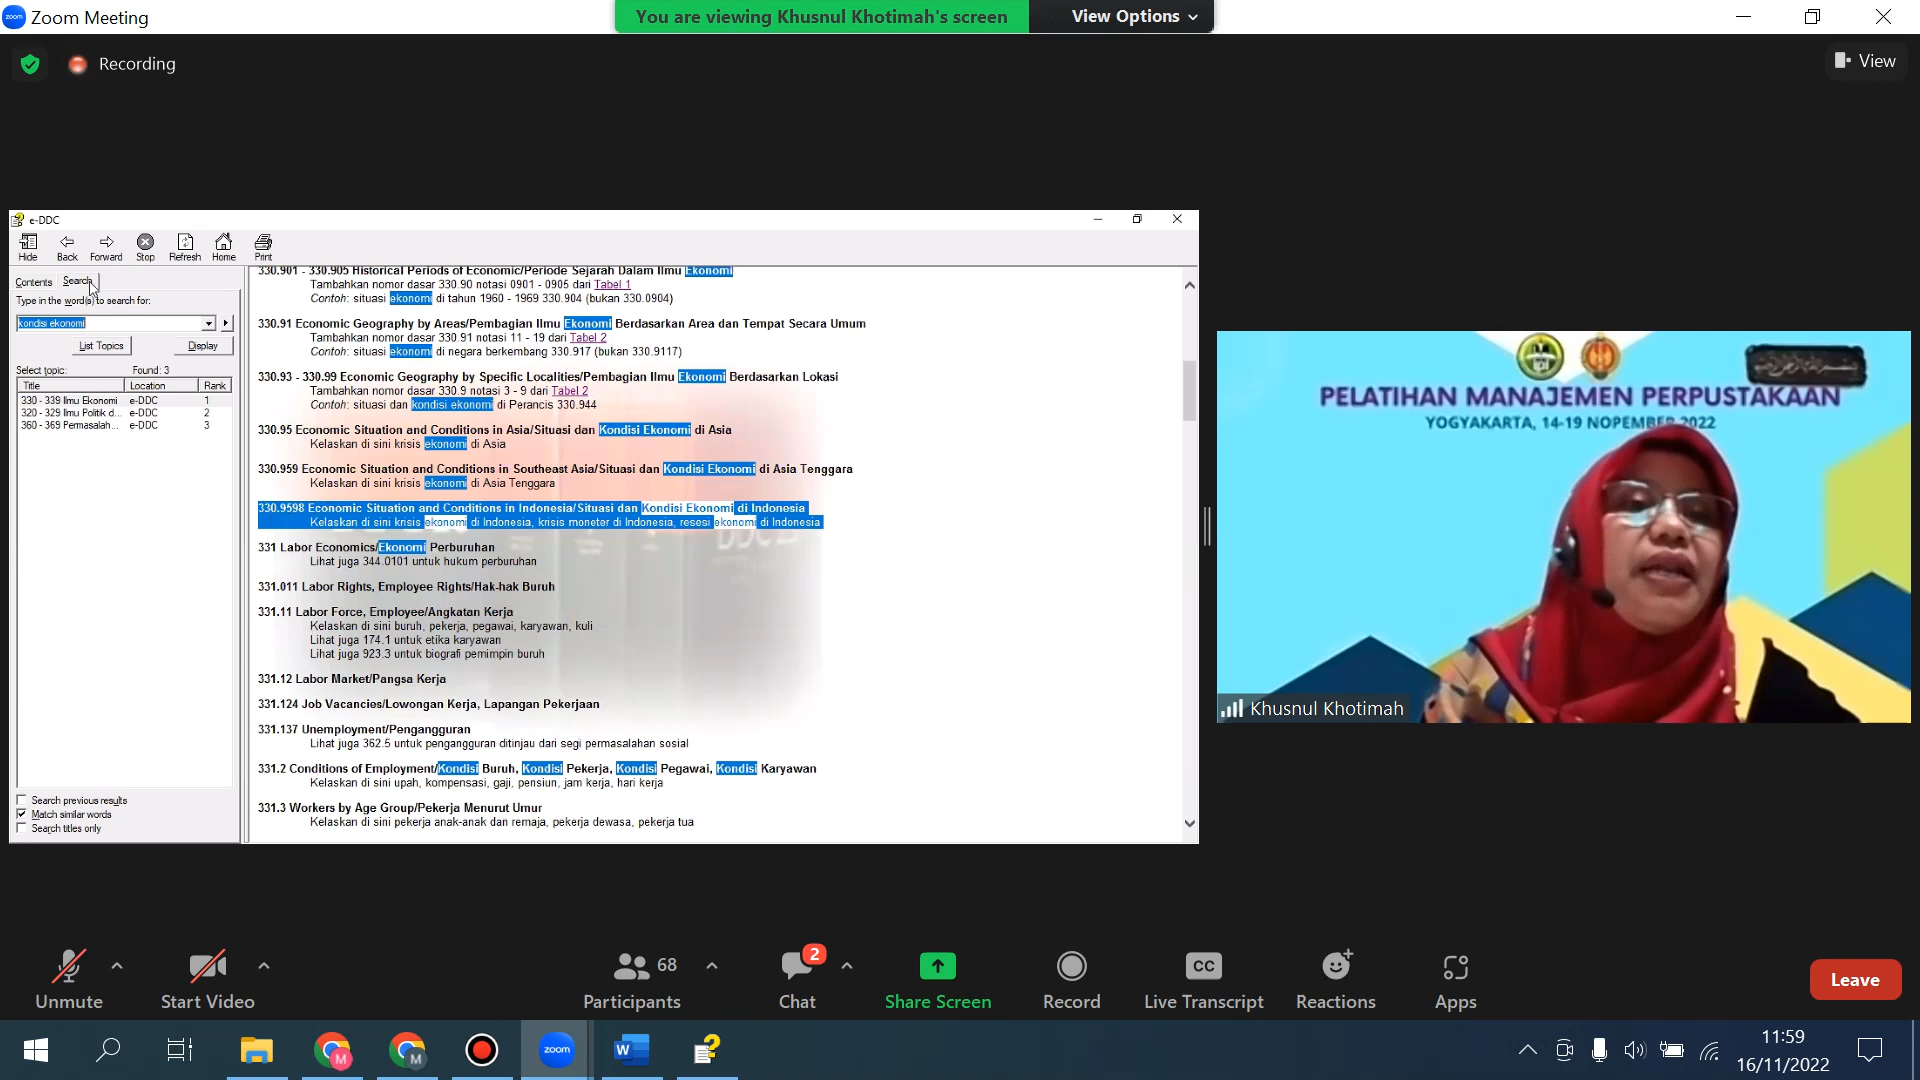 zoom Zoom Meeting
You are viewing Khusnul Khotimah's screen
View Options
Recording
View
e-DDC
Hide Back Forward Stop Refresh Home Print
Contents Search
Type in the word(s) to search for:
kondisi ekonomi
List Topics Display
Select topic: Found: 3
Title Location Rank
330 - 339 Ilmu Ekonomi e-DDC 1
320 - 329 Ilmu Politik d... e-DDC 2
360 - 369 Permasalah... e-DDC 3
Search previous results
Match similar words
Search titles only
330.901 - 330.905 Historical Periods of Economic/Periode Sejarah Dalam Ilmu Ekonomi
Tambahkan nomor dasar 330.90 notasi 0901 - 0905 dari Tabel 1
Contoh: situasi ekonomi di tahun 1960 - 1969 330.904 (bukan 330.0904)
330.91 Economic Geography by Areas/Pembagian Ilmu Ekonomi Berdasarkan Area dan Tempat Secara Umum
Tambahkan nomor dasar 330.91 notasi 11 - 19 dari Tabel 2
Contoh: situasi ekonomi di negara berkembang 330.917 (bukan 330.9117)
330.93 - 330.99 Economic Geography by Specific Localities/Pembagian Ilmu Ekonomi Berdasarkan Lokasi
Tambahkan nomor dasar 330.9 notasi 3 - 9 dari Tabel 2
Contoh: situasi dan kondisi ekonomi di Perancis 330.944
330.95 Economic Situation and Conditions in Asia/Situasi dan Kondisi Ekonomi di Asia
Kelaskan di sini krisis ekonomi di Asia
330.959 Economic Situation and Conditions in Southeast Asia/Situasi dan Kondisi Ekonomi di Asia Tenggara
Kelaskan di sini krisis ekonomi di Asia Tenggara
330.9598 Economic Situation and Conditions in Indonesia/Situasi dan Kondisi Ekonomi di Indonesia
Kelaskan di sini krisis ekonomi di Indonesia, krisis moneter di Indonesia, resesi ekonomi di Indonesia
331 Labor Economics/Ekonomi Perburuhan
Lihat juga 344.0101 untuk hukum perburuhan
331.011 Labor Rights, Employee Rights/Hak-hak Buruh
331.11 Labor Force, Employee/Angkatan Kerja
Kelaskan di sini buruh, pekerja, pegawai, karyawan, kuli
Lihat juga 174.1 untuk etika karyawan
Lihat juga 923.3 untuk biografi pemimpin buruh
331.12 Labor Market/Pangsa Kerja
331.124 Job Vacancies/Lowongan Kerja, Lapangan Pekerjaan
331.137 Unemployment/Pengangguran
Lihat juga 362.5 untuk pengangguran ditinjau dari segi permasalahan sosial
331.2 Conditions of Employment/Kondisi Buruh, Kondisi Pekerja, Kondisi Pegawai, Kondisi Karyawan
Kelaskan di sini upah, kompensasi, gaji, pensiun, jam kerja, hari kerja
331.3 Workers by Age Group/Pekerja Menurut Umur
Kelaskan di sini pekerja anak-anak dan remaja, pekerja dewasa, pekerja tua
PELATIHAN MANAJEMEN PERPUSTAKAAN
YOGYAKARTA, 14-19 NOPEMBER 2022
Khusnul Khotimah
68
2
CC
Unmute Start Video Participants Chat Share Screen Record Live Transcript Reactions Apps
Leave
M M zoom W
11:59
16/11/2022